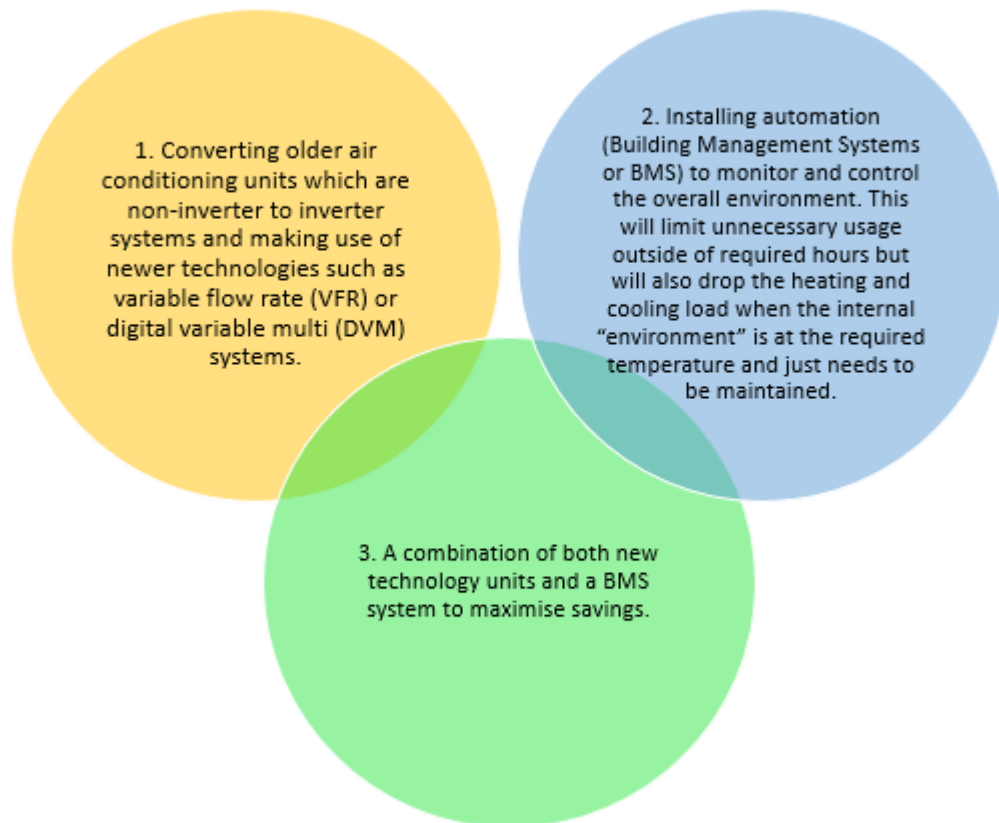 1. Converting older air
conditioning units which are
non-inverter to inverter
systems and making use of
newer technologies such as
variable flow rate (VFR) or
digital variable multi (DVM)
systems.
2. Installing automation
(Building Management Systems
or BMS) to monitor and control
the overall environment. This
will limit unnecessary usage
outside of required hours but
will also drop the heating and
cooling load when the internal
“environment” is at the required
temperature and just needs to
be maintained.
3. A combination of both new
technology units and a BMS
system to maximise savings.